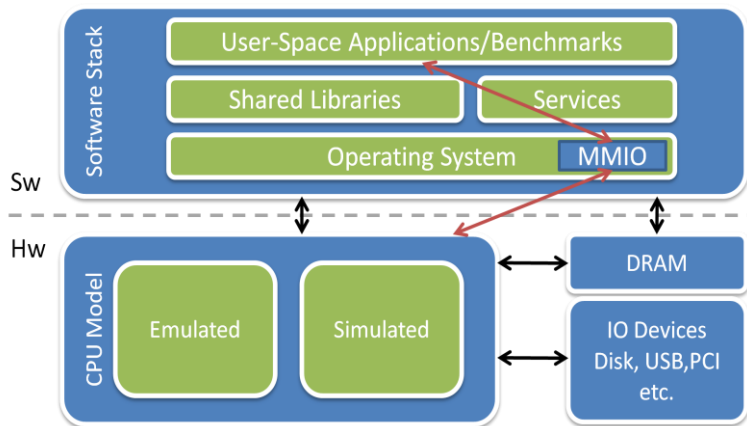 Software Stack
User-Space Applications/Benchmarks
Shared Libraries
Services
Operating System
MMIO
Sw
Hw
CPU Model
Emulated
Simulated
DRAM
IO Devices
Disk, USB,PCI
etc.